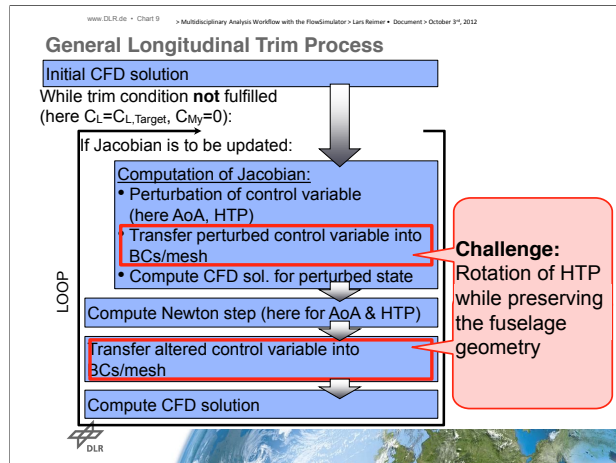 www.DLR.de • Chart 9
> Multidisciplinary Analysis Workflow with the FlowSimulator > Lars Reimer • Document > October 3rd, 2012
General Longitudinal Trim Process
Initial CFD solution
While trim condition not fulfilled
(here CL=CL,Target, CMy=0):
If Jacobian is to be updated:
Computation of Jacobian:
• Perturbation of control variable
(here AoA, HTP)
• Transfer perturbed control variable into
BCs/mesh
• Compute CFD sol. for perturbed state
Compute Newton step (here for AoA & HTP)
Transfer altered control variable into
BCs/mesh
Compute CFD solution
LOOP
Challenge:
Rotation of HTP
while preserving
the fuselage
geometry
DLR